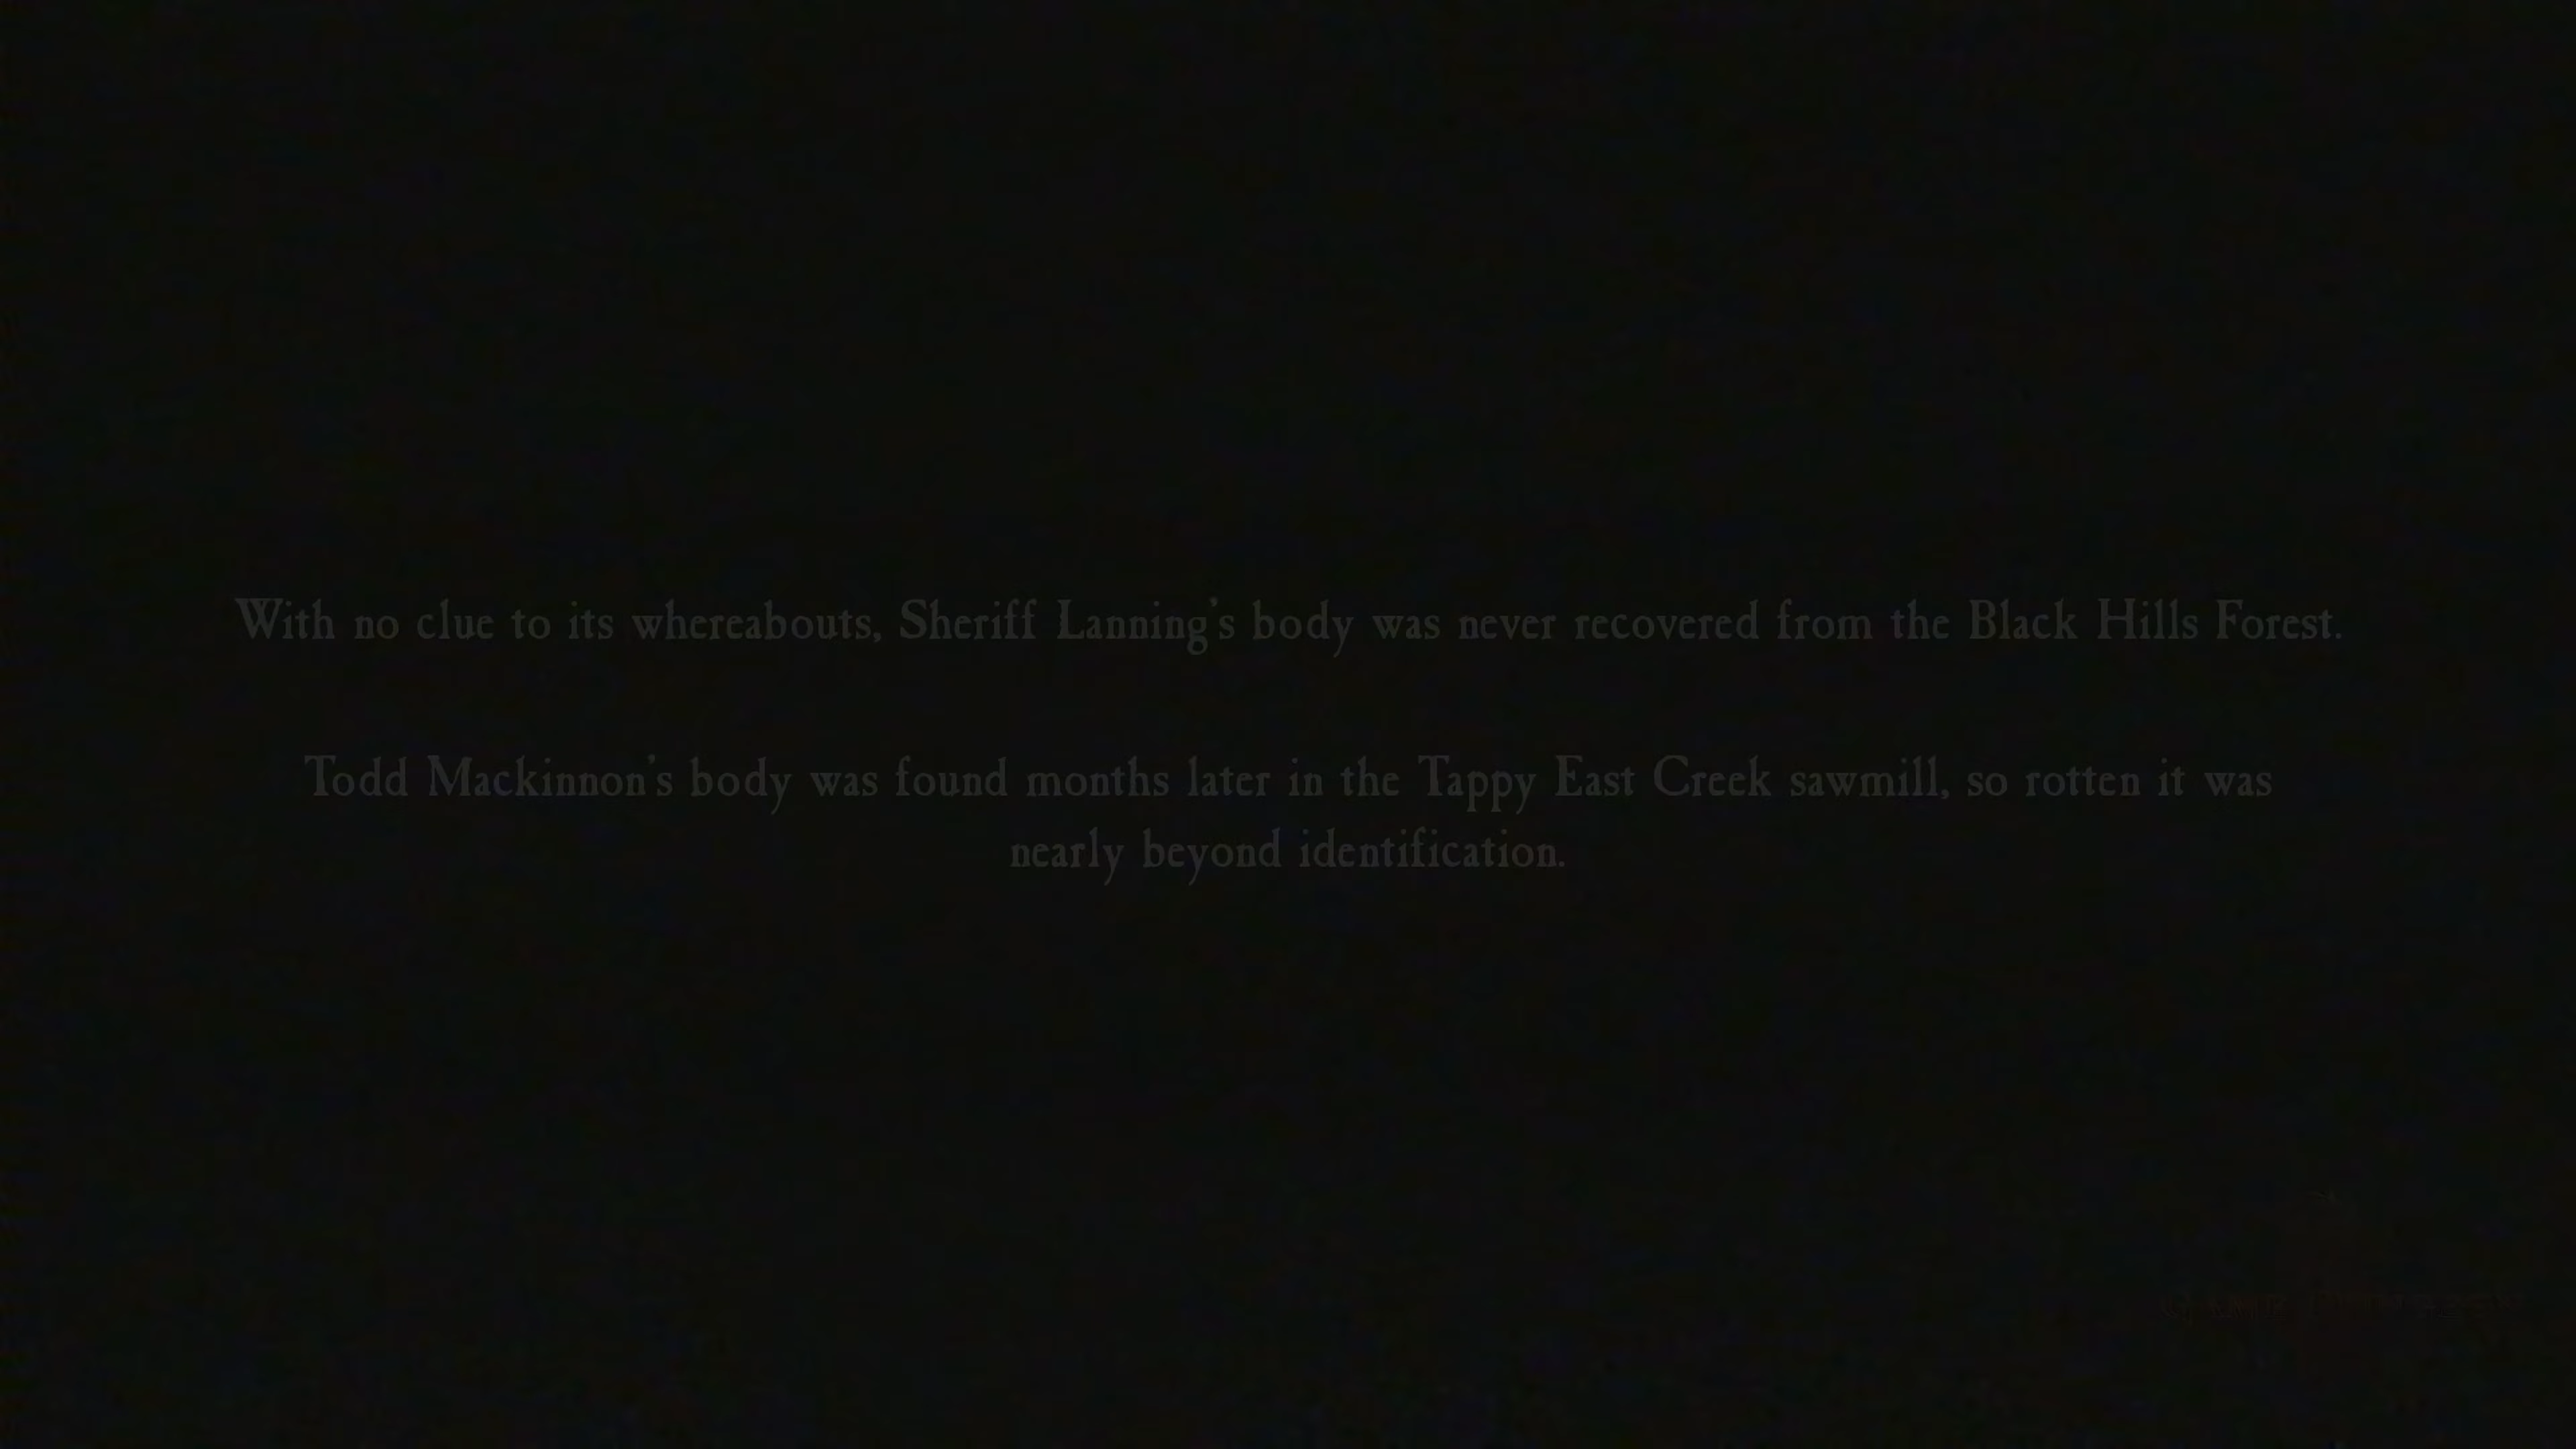 With no clue to its whereabouts, Sheriff Lanning's body was never recovered from the Black Hills Forest.
Todd Mackinnon's body was found months later in the Tappy East Creek sawmill, so rotten it was
nearly beyond identification.